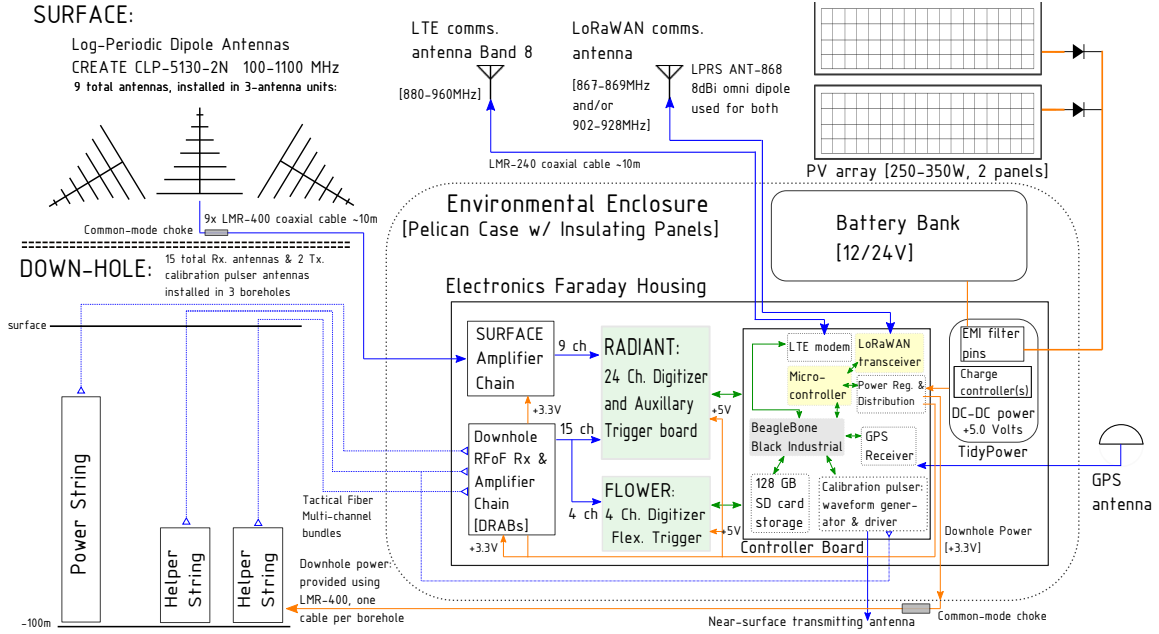 SURFACE:
Log-Periodic Dipole Antennas
CREATE CLP-5130-2N 100-1100 MHz
9 total antennas, installed in 3-antenna units:
LTE comms.
antenna Band 8
[880-960MHz]
LoRaWAN comms.
antenna
[867-869MHz
and/or
902-928MHz]
LPRS ANT-868
8dBi omni dipole
used for both
LMR-240 coaxial cable ~10m
PV array [250-350W, 2 panels]
9x LMR-400 coaxial cable ~10m
Common-mode choke
DOWN-HOLE:
15 total Rx. antennas & 2 Tx.
calibration pulser antennas
installed in 3 boreholes
Environmental Enclosure
[Pelican Case w/ Insulating Panels]
Battery Bank
[12/24V]
Electronics Faraday Housing
surface
SURFACE
Amplifier
Chain
9 ch
RADIANT:
24 Ch. Digitizer
and Auxillary
Trigger board
LTE modem
LoRaWAN
transceiver
Micro-
controller
Power Reg. &
Distribution
EMI filter
pins
Charge
controller(s)
DC-DC power
+5.0 Volts
TidyPower
+3.3V
+5V
15 ch
Downhole
RFoF Rx &
Amplifier
Chain
[DRABs]
BeagleBone
Black Industrial
GPS
Receiver
GPS
antenna
4 ch
FLOWER:
4 Ch. Digitizer
Flex. Trigger
128 GB
SD card
storage
Calibration pulser:
waveform gener-
ator & driver
+5V
+3.3V
Controller Board
Downhole Power
[+3.3V]
Power String
Helper
String
Helper
String
Tactical Fiber
Multi-channel
bundles
Downhole power:
provided using
LMR-400, one
cable per borehole
-100m
Near-surface transmitting antenna
Common-mode choke